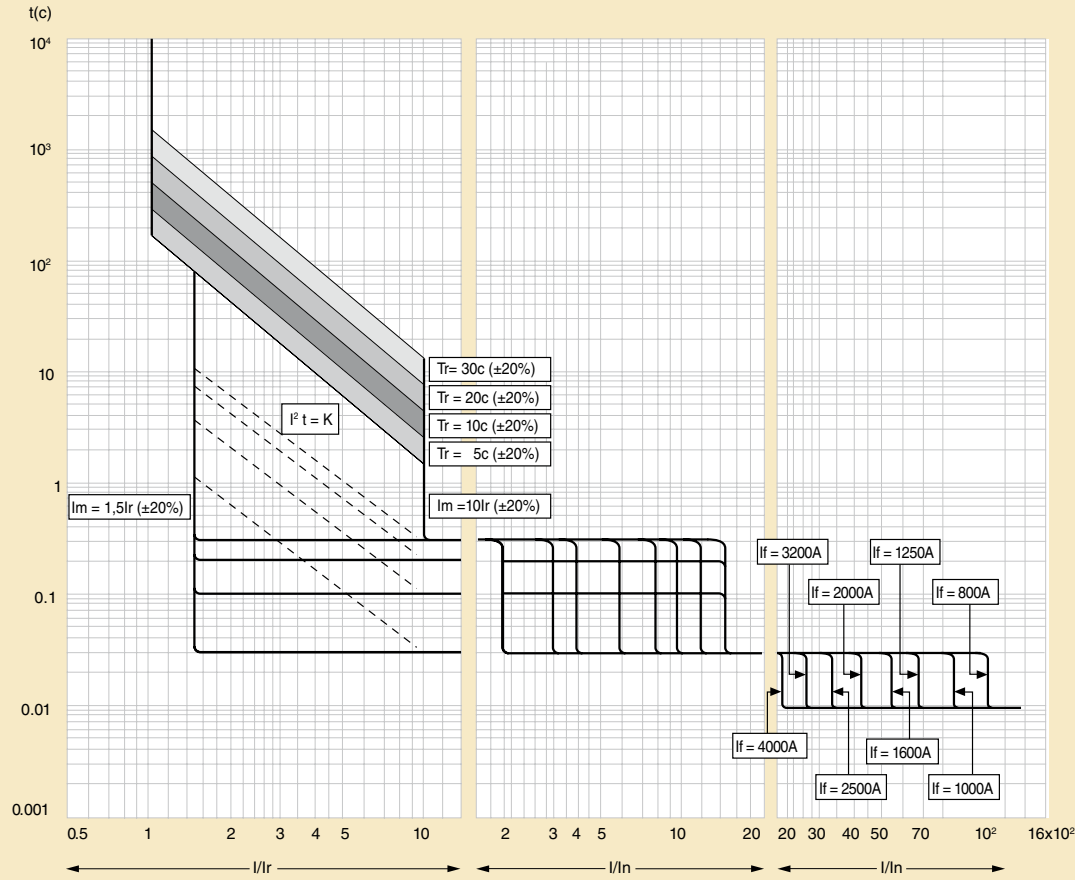 t(c)
10⁴
10³
10²
10
1
0.1
0.01
0.001
Tr= 30c (±20%)
Tr = 20c (±20%)
Tr = 10c (±20%)
Tr = 5c (±20%)
I² t = K
Im = 1,5Ir (±20%)
Im =10Ir (±20%)
If = 3200A
If = 1250A
If = 2000A
If = 800A
If = 4000A
If = 1600A
If = 2500A
If = 1000A
0.5 1 2 3 4 5 10
2 3 4 5 10 20
20 30 40 50 70 10² 16x10²
I/Ir
I/In
I/In